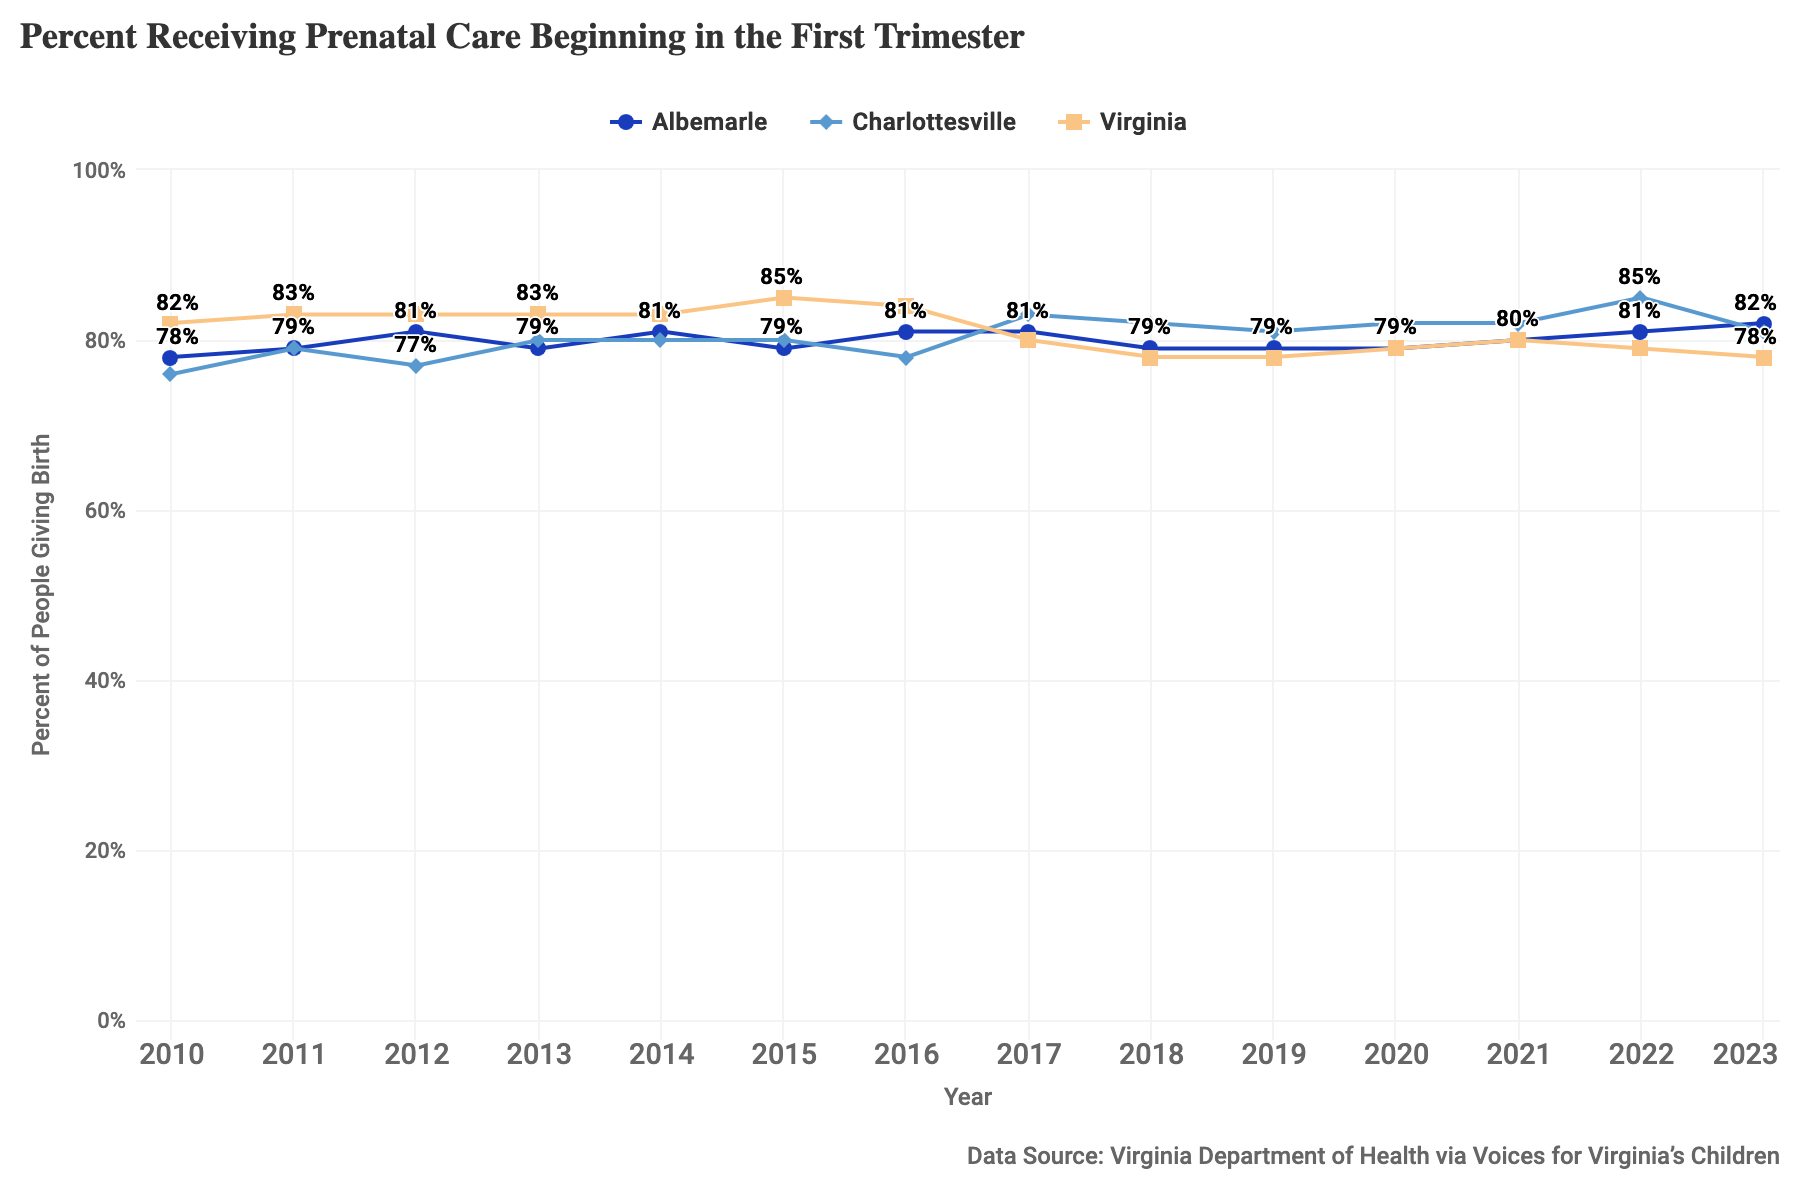 Percent Receiving Prenatal Care Beginning in the First Trimester
Albemarle Charlottesville Virginia
100%
80%
60%
40%
20%
0%
Percent of People Giving Birth
82% 83% 81% 83% 81% 85% 81% 81% 79% 79% 79% 80% 85% 82%
78% 79% 77% 79% 79% 81% 78%
2010 2011 2012 2013 2014 2015 2016 2017 2018 2019 2020 2021 2022 2023
Year
Data Source: Virginia Department of Health via Voices for Virginia's Children